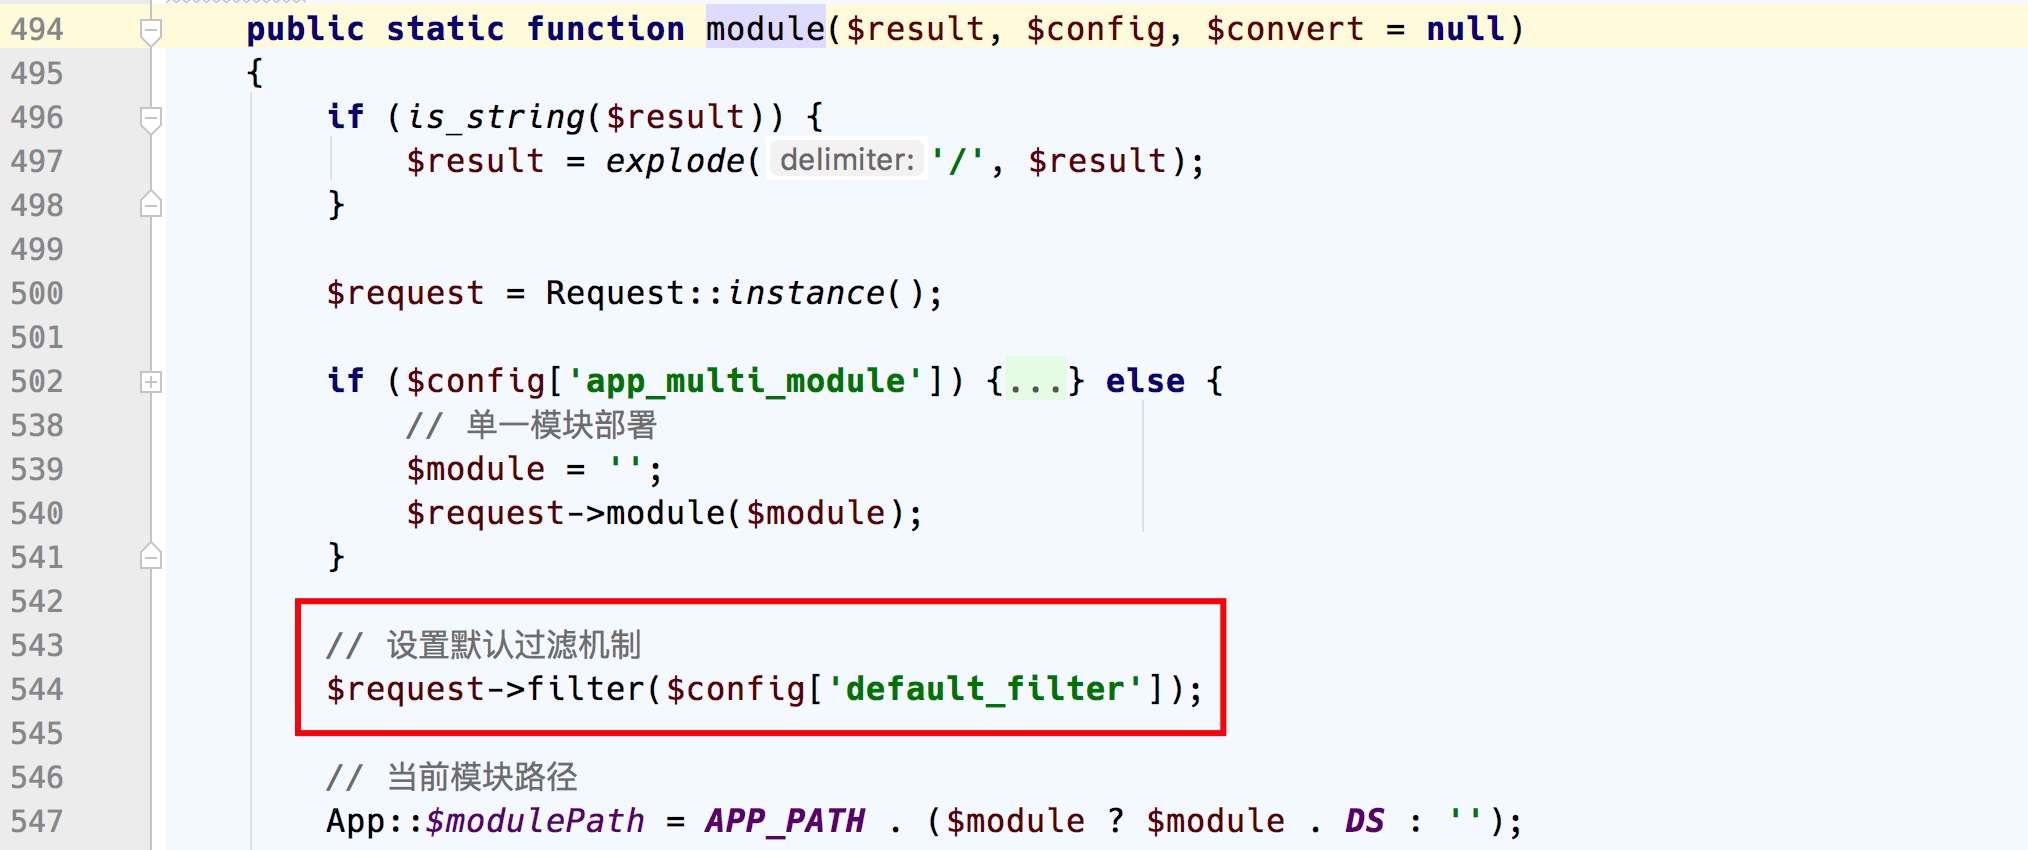 494 public static function module($result, $config, $convert = null)
495 {
496 if (is_string($result)) {
497 $result = explode( delimiter: '/', $result);
498 }
499
500 $request = Request::instance();
501
502 if ($config['app_multi_module']) {...} else {
538 // 单一模块部署
539 $module = '';
540 $request->module($module);
541 }
542
543 // 设置默认过滤机制
544 $request->filter($config['default_filter']);
545
546 // 当前模块路径
547 App::$modulePath = APP_PATH . ($module ? $module . DS : '');